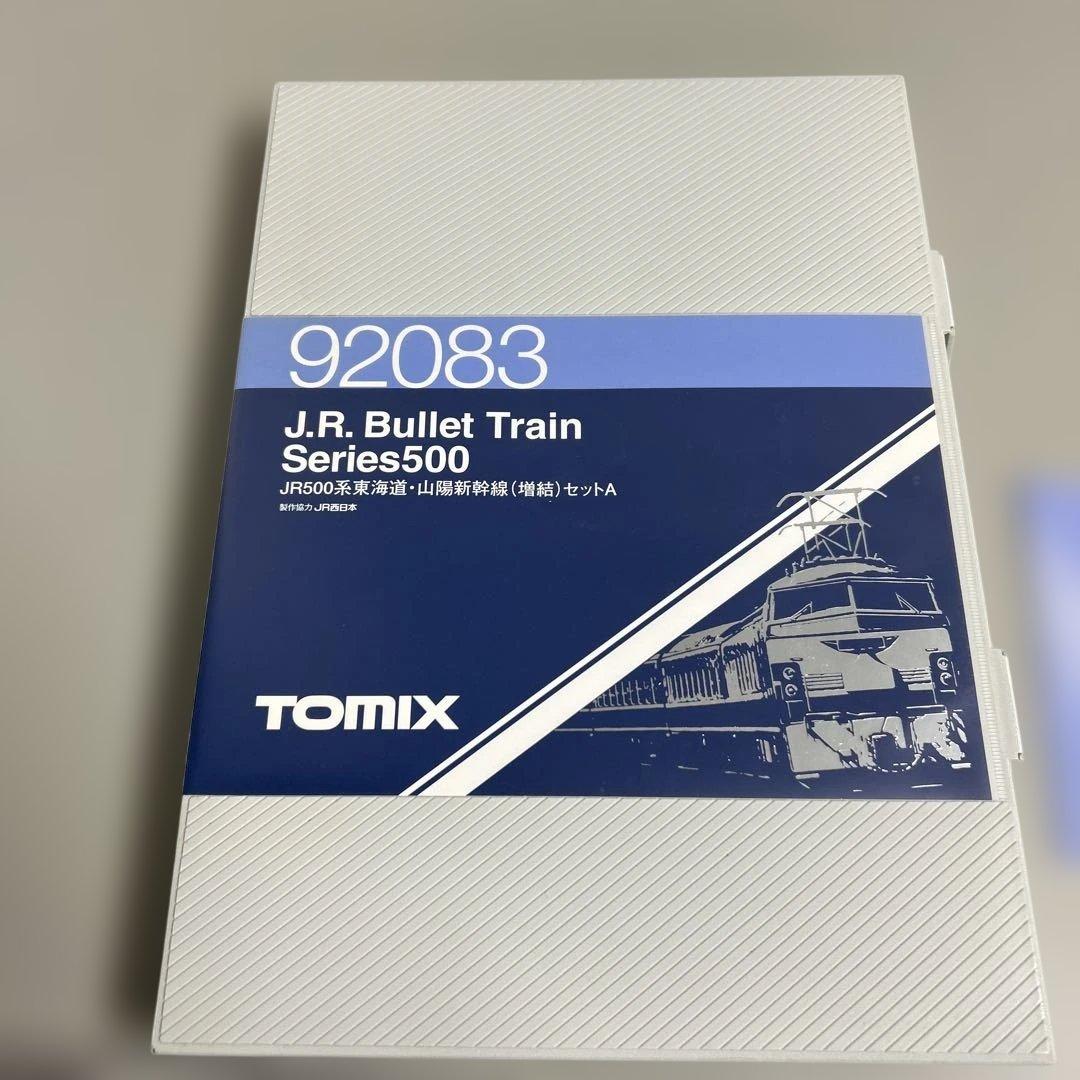 92083
J.R. Bullet Train
Series500
JR500系東海道・山陽新幹線(増結)セットA
製作協力 JR西日本
TOMIX